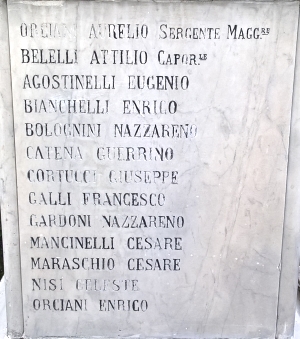 AURELIO SERGENTE MAGG.RE
BELELLI ATTILIO CAPOR.LE
AGOSTINELLI EUGENIO
BIANCHELLI ENRICO
BOLOGNINI NAZZARENO
CATENA GUERRINO
CORTUCCI GIUSEPPE
GALLI FRANCESCO
GARDONI NAZZARENO
MANCINELLI CESARE
MARASCHIO CESARE
NISI CELESTE
ORCIANI ENRICO